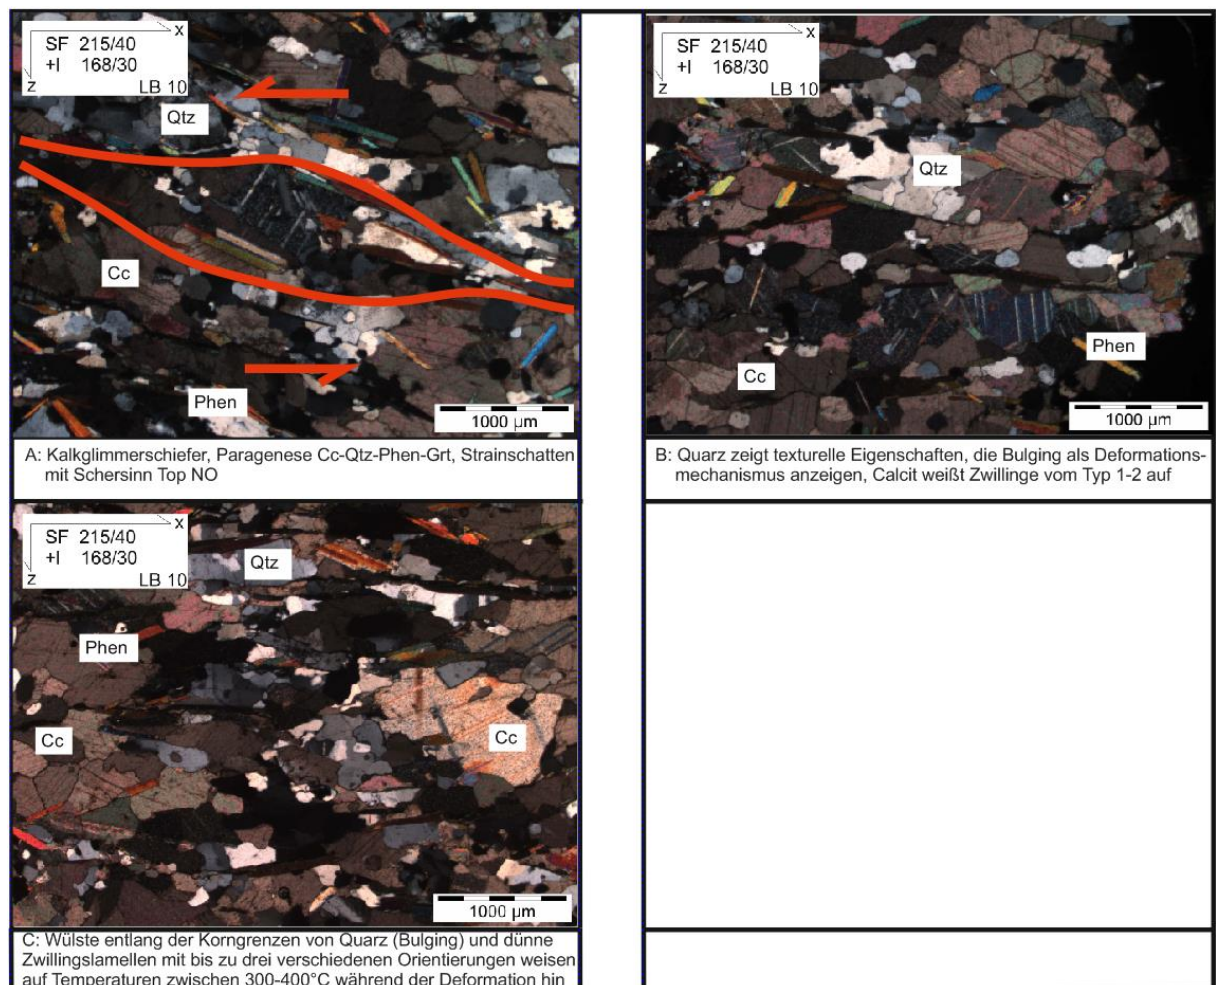 x
SF 215/40
+l 168/30
z
LB 10
Qtz
Cc
Phen
1000 µm
A: Kalkglimmerschiefer, Paragenese Cc-Qtz-Phen-Grt, Strainschatten
mit Schersinn Top NO
x
SF 215/40
+l 168/30
z
LB 10
Qtz
Phen
Cc
1000 µm
B: Quarz zeigt texturelle Eigenschaften, die Bulging als Deformations-
mechanismus anzeigen, Calcit weißt Zwillinge vom Typ 1-2 auf
x
SF 215/40
+l 168/30
z
LB 10
Qtz
Phen
Cc
Cc
1000 µm
C: Wülste entlang der Korngrenzen von Quarz (Bulging) und dünne
Zwillingslamellen mit bis zu drei verschiedenen Orientierungen weisen
auf Temperaturen zwischen 300-400°C während der Deformation hin